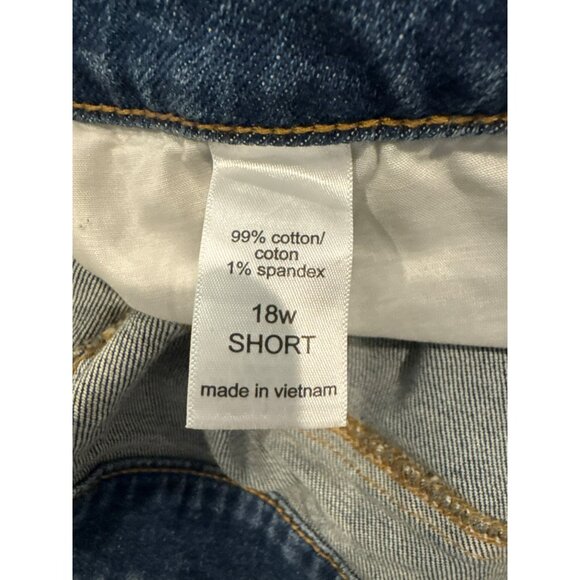 99% cotton/
coton
1% spandex
18w
SHORT
made in vietnam